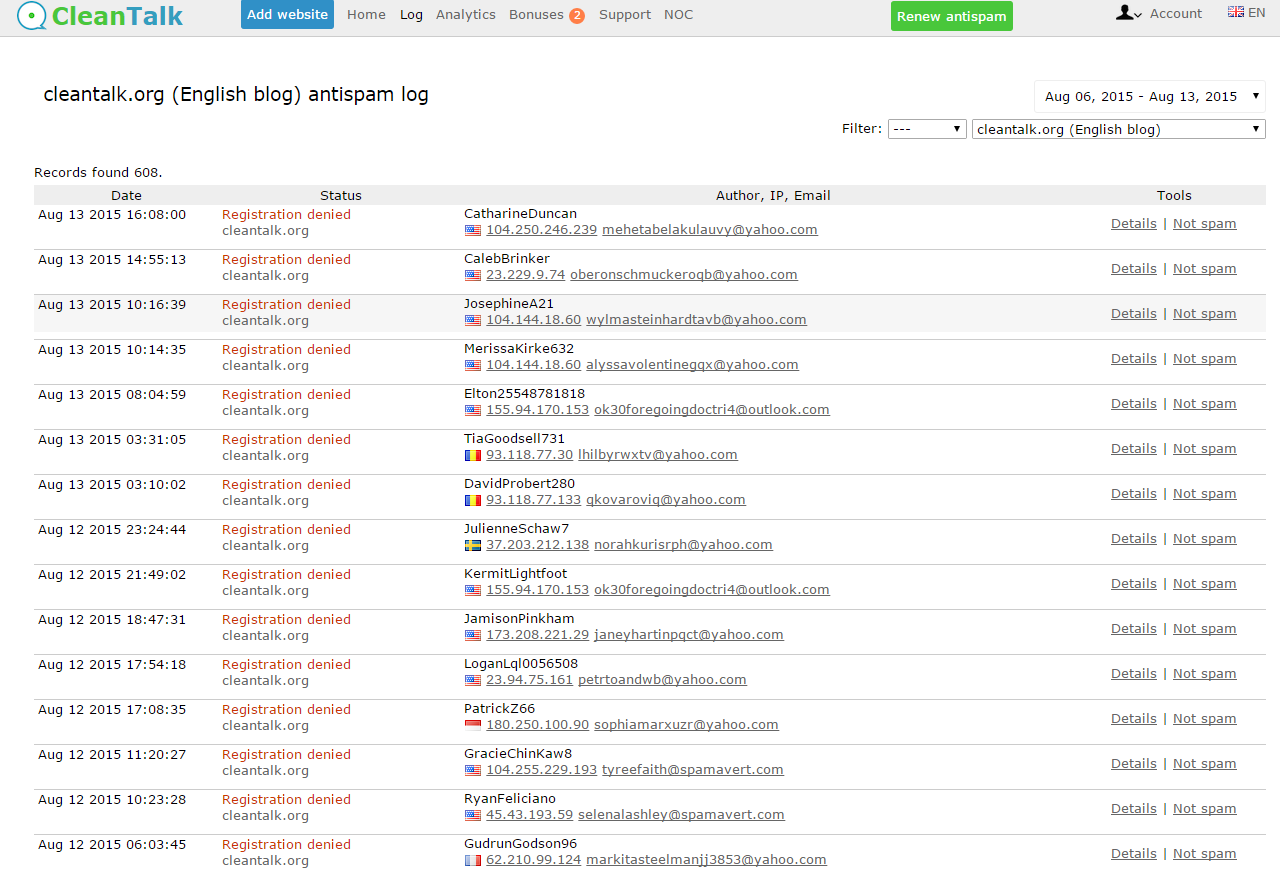 CleanTalk Add website Home Log Analytics Bonuses 2 Support NOC Renew antispam Account EN
cleantalk.org (English blog) antispam log
Aug 06, 2015 - Aug 13, 2015
Filter: --- cleantalk.org (English blog)
Records found 608.
Date Status Author, IP, Email Tools
Aug 13 2015 16:08:00 Registration denied CatharineDuncan
cleantalk.org 104.250.246.239 mehetabelakulauvy@yahoo.com Details | Not spam
Aug 13 2015 14:55:13 Registration denied CalebBrinker
cleantalk.org 23.229.9.74 oberonschmuckeroqb@yahoo.com Details | Not spam
Aug 13 2015 10:16:39 Registration denied JosephineA21
cleantalk.org 104.144.18.60 wylmasteinhardtavb@yahoo.com Details | Not spam
Aug 13 2015 10:14:35 Registration denied MerissaKirke632
cleantalk.org 104.144.18.60 alyssavolentinegqx@yahoo.com Details | Not spam
Aug 13 2015 08:04:59 Registration denied Elton25548781818
cleantalk.org 155.94.170.153 ok30foregoingdoctri4@outlook.com Details | Not spam
Aug 13 2015 03:31:05 Registration denied TiaGoodsell731
cleantalk.org 93.118.77.30 lhilbyrwxtv@yahoo.com Details | Not spam
Aug 13 2015 03:10:02 Registration denied DavidProbert280
cleantalk.org 93.118.77.133 qkovaroviq@yahoo.com Details | Not spam
Aug 12 2015 23:24:44 Registration denied JulienneSchaw7
cleantalk.org 37.203.212.138 norahkurisrph@yahoo.com Details | Not spam
Aug 12 2015 21:49:02 Registration denied KermitLightfoot
cleantalk.org 155.94.170.153 ok30foregoingdoctri4@outlook.com Details | Not spam
Aug 12 2015 18:47:31 Registration denied JamisonPinkham
cleantalk.org 173.208.221.29 janeyhartinpqct@yahoo.com Details | Not spam
Aug 12 2015 17:54:18 Registration denied LoganLql0056508
cleantalk.org 23.94.75.161 petrtoandwb@yahoo.com Details | Not spam
Aug 12 2015 17:08:35 Registration denied PatrickZ66
cleantalk.org 180.250.100.90 sophiamarxuzr@yahoo.com Details | Not spam
Aug 12 2015 11:20:27 Registration denied GracieChinKaw8
cleantalk.org 104.255.229.193 tyreefaith@spamavert.com Details | Not spam
Aug 12 2015 10:23:28 Registration denied RyanFeliciano
cleantalk.org 45.43.193.59 selenalashley@spamavert.com Details | Not spam
Aug 12 2015 06:03:45 Registration denied GudrunGodson96
cleantalk.org 62.210.99.124 markitasteelmanjj3853@yahoo.com Details | Not spam